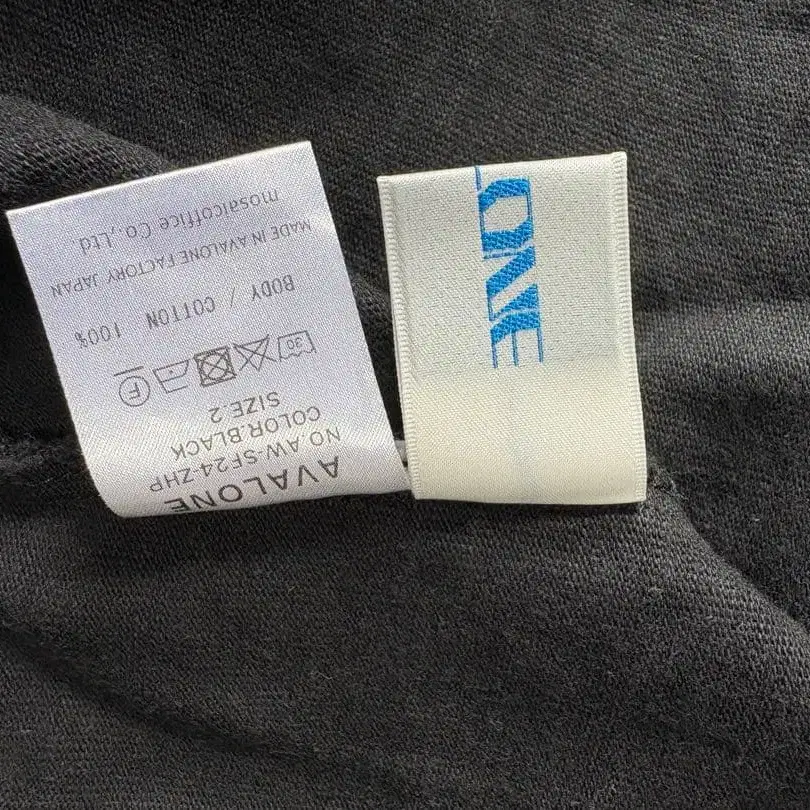 AVALONE
NO AW-SF24-ZHP
COLOR.BLACK
SIZE.2
30
F
BODY / COTTON 100%
MADE IN AVALONE FACTORY JAPAN
mosaicoffice Co.,Ltd.
LONE